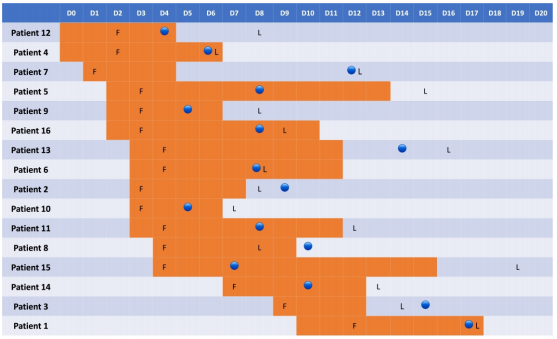 D0 D1 D2 D3 D4 D5 D6 D7 D8 D9 D10 D11 D12 D13 D14 D15 D16 D17 D18 D19 D20
Patient 12 F L
Patient 4 F L
Patient 7 F L
Patient 5 F L
Patient 9 F L
Patient 16 F L
Patient 13 F L
Patient 6 F L
Patient 2 F L
Patient 10 F L
Patient 11 F L
Patient 8 F L
Patient 15 F L
Patient 14 F L
Patient 3 F L
Patient 1 F L